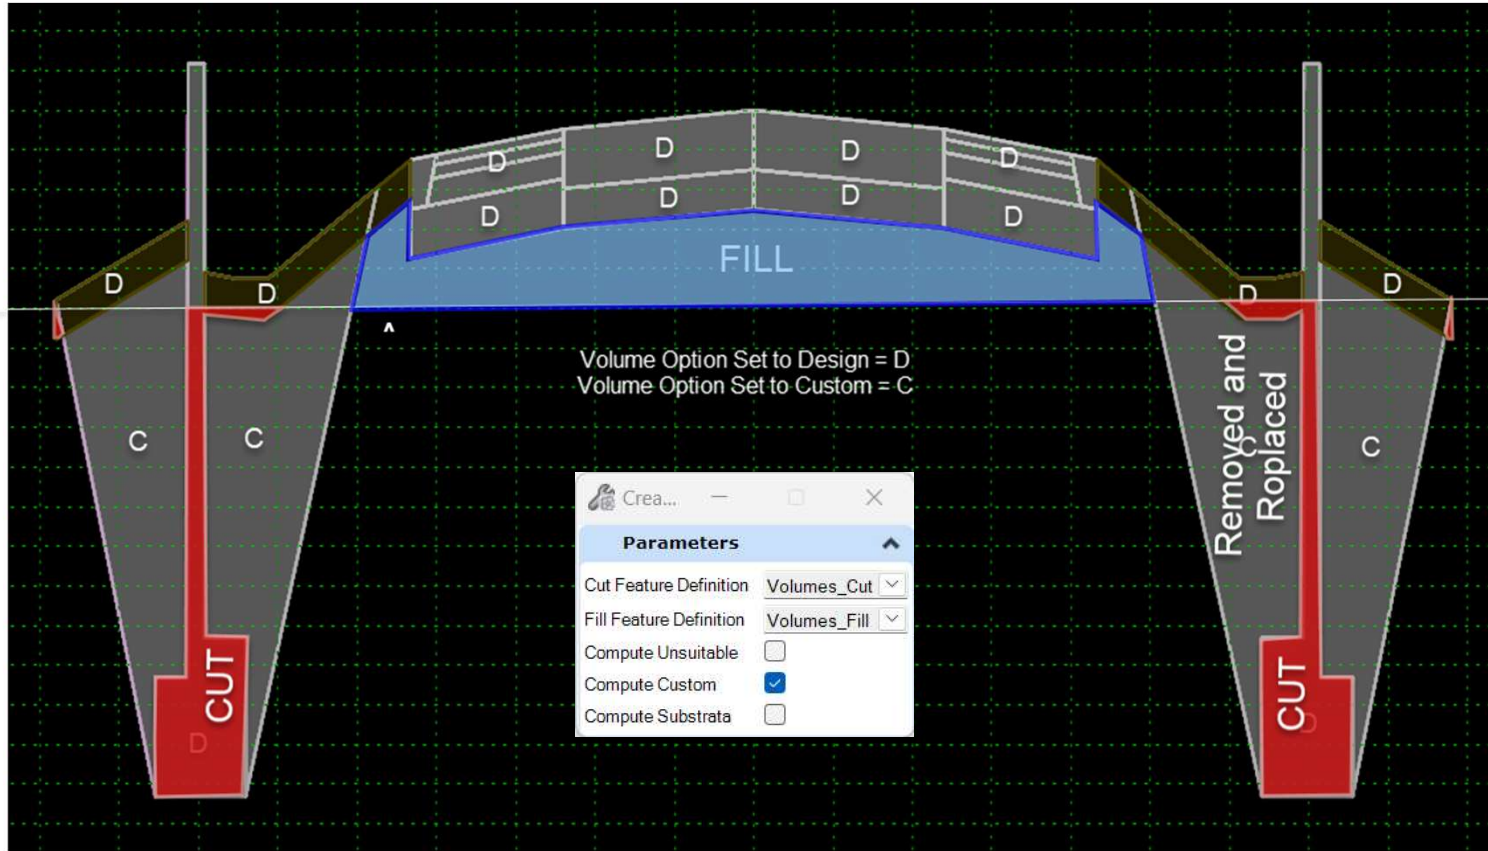 D
D
D
D
D
D
D
D
D
D
FILL
D
D
D
D
^
Volume Option Set to Design = D
Volume Option Set to Custom = C
C
C
Removed and
Roplaced
C
C
Crea...
Parameters
Cut Feature Definition Volumes_Cut
Fill Feature Definition Volumes_Fill
Compute Unsuitable
Compute Custom
Compute Substrata
CUT
D
CUT
D